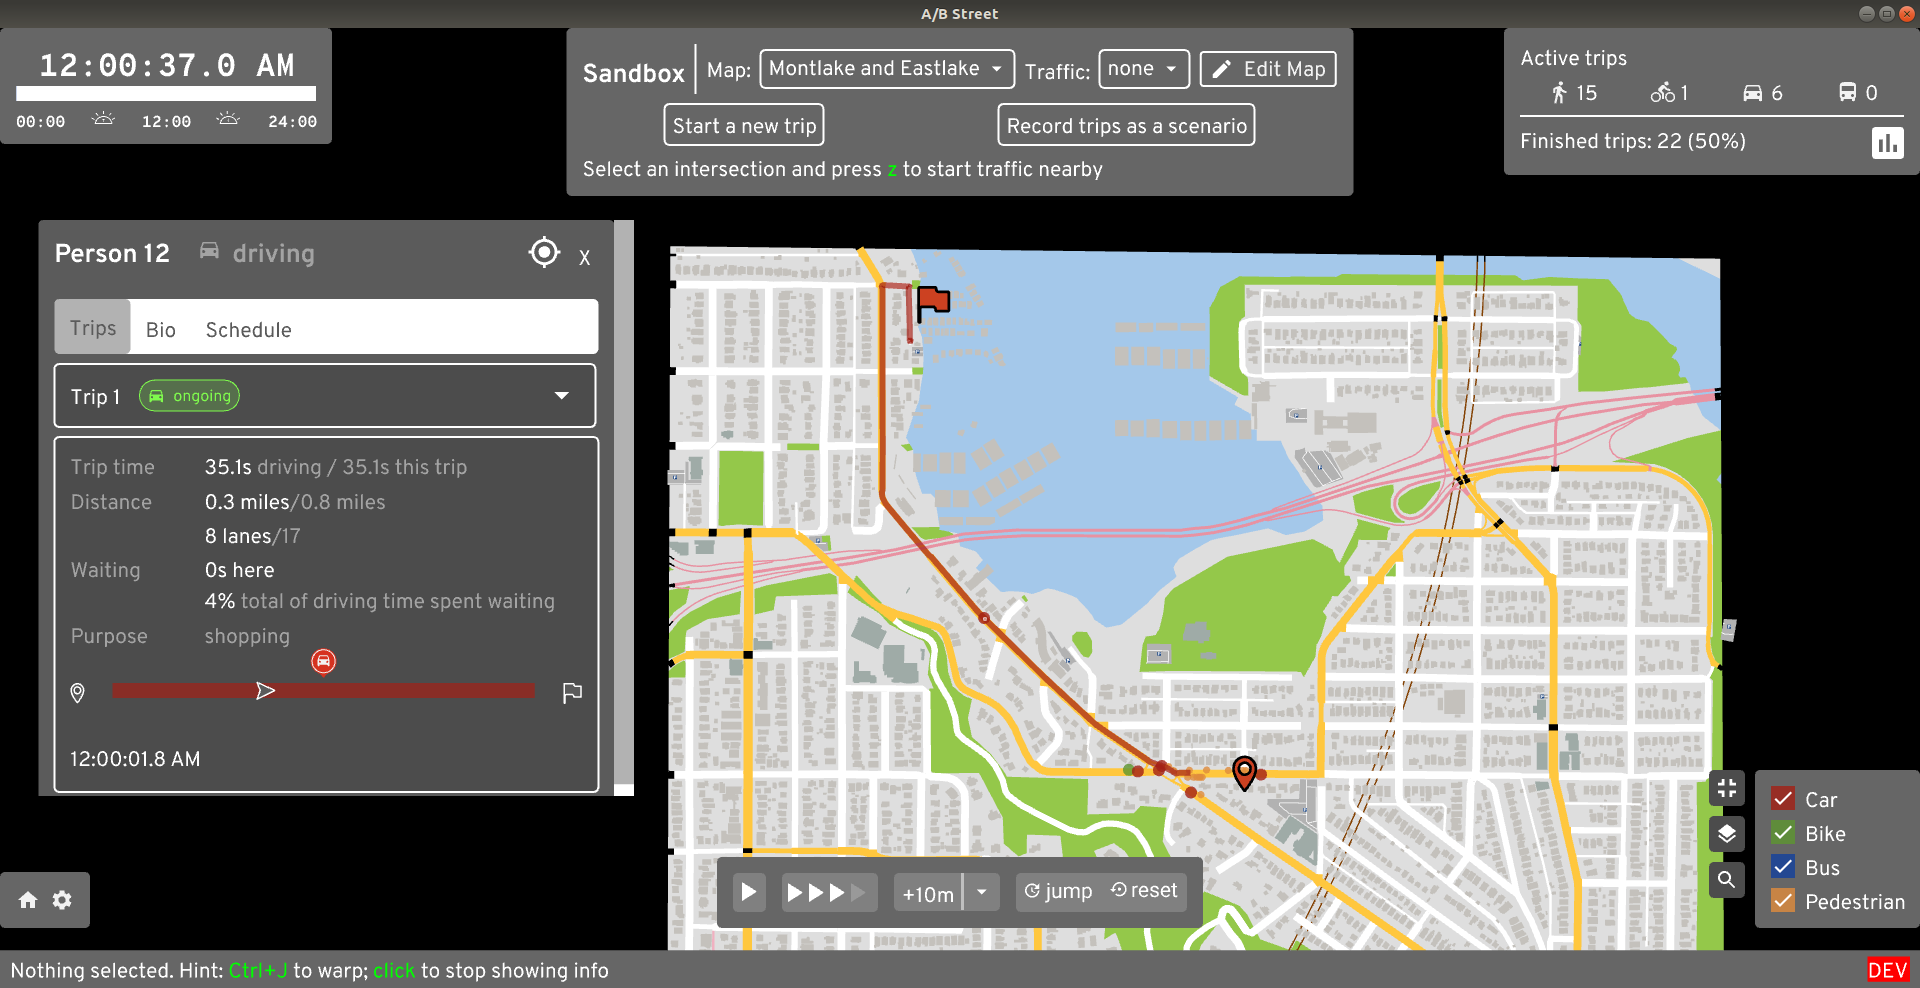 A/B Street
12:00:37.0 AM
00:00 12:00 24:00
Sandbox Map: Montlake and Eastlake Traffic: none Edit Map
Start a new trip Record trips as a scenario
Select an intersection and press z to start traffic nearby
Active trips
15 1 6 0
Finished trips: 22 (50%)
Person 12 driving X
Trips Bio Schedule
Trip 1 ongoing
Trip time 35.1s driving / 35.1s this trip
Distance 0.3 miles/0.8 miles
8 lanes/17
Waiting 0s here
4% total of driving time spent waiting
Purpose shopping
12:00:01.8 AM
+10m jump reset
Car
Bike
Bus
Pedestrian
Nothing selected. Hint: Ctrl+J to warp; click to stop showing info
DEV